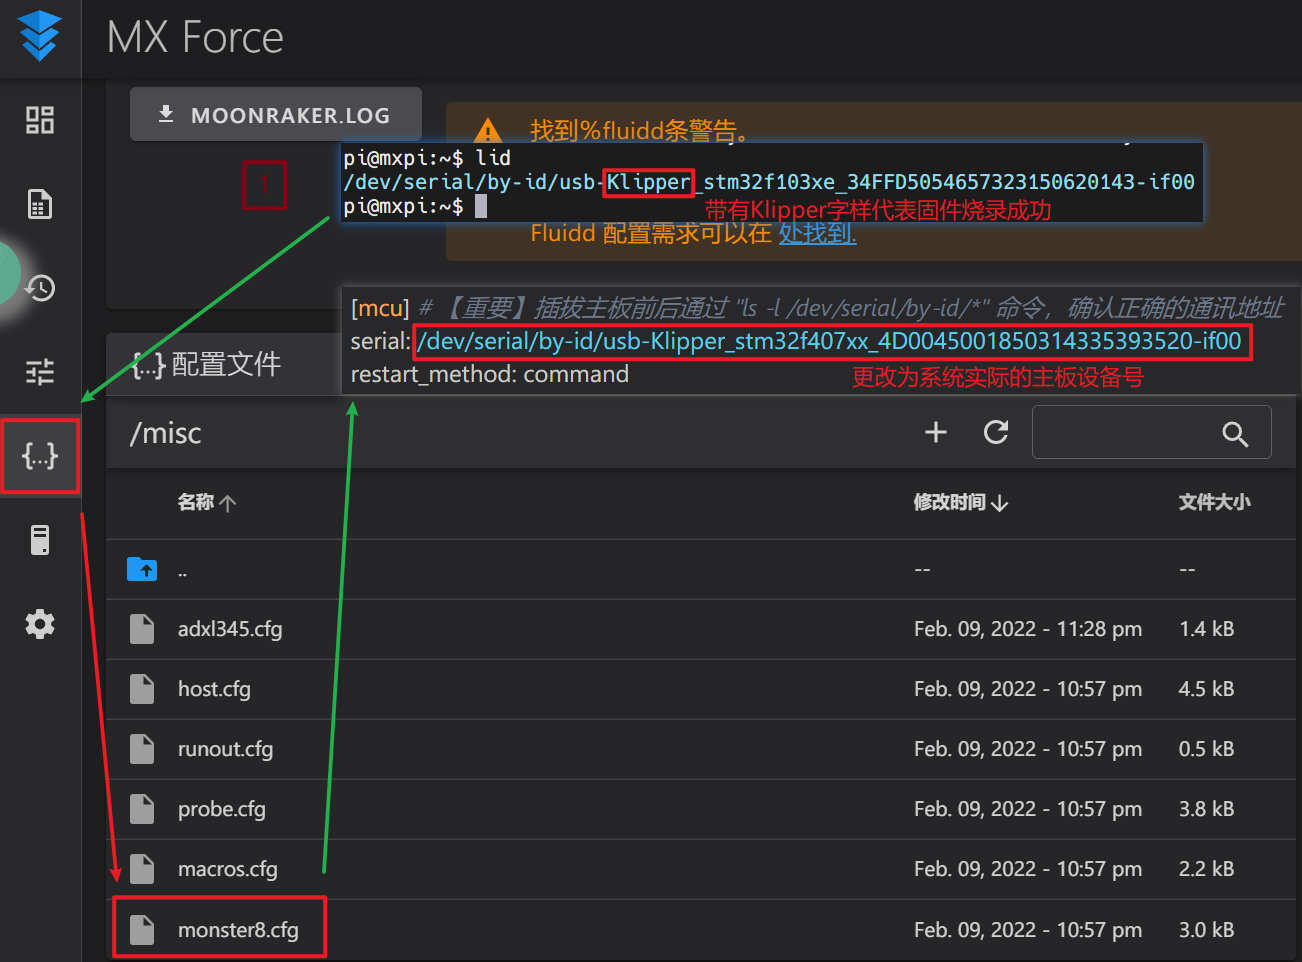 MX Force
MOONRAKER.LOG
找到%fluidd条警告。
1
pi@mxpi:~$ lid
/dev/serial/by-id/usb-Klipper_stm32f103xe_34FFD5054657323150620143-if00
pi@mxpi:~$
带有Klipper字样代表固件烧录成功
Fluidd 配置需求可以在 处找到.
[mcu] # 【重要】插拔主板前后通过 "ls -l /dev/serial/by-id/*" 命令，确认正确的通讯地址
serial: /dev/serial/by-id/usb-Klipper_stm32f407xx_4D0045001850314335393520-if00
restart_method: command
更改为系统实际的主板设备号
{...} 配置文件
/misc
{...}
名称 修改时间 文件大小
.. -- --
adxl345.cfg Feb. 09, 2022 - 11:28 pm 1.4 kB
host.cfg Feb. 09, 2022 - 10:57 pm 4.5 kB
runout.cfg Feb. 09, 2022 - 10:57 pm 0.5 kB
probe.cfg Feb. 09, 2022 - 10:57 pm 3.8 kB
macros.cfg Feb. 09, 2022 - 10:57 pm 2.2 kB
monster8.cfg Feb. 09, 2022 - 10:57 pm 3.0 kB